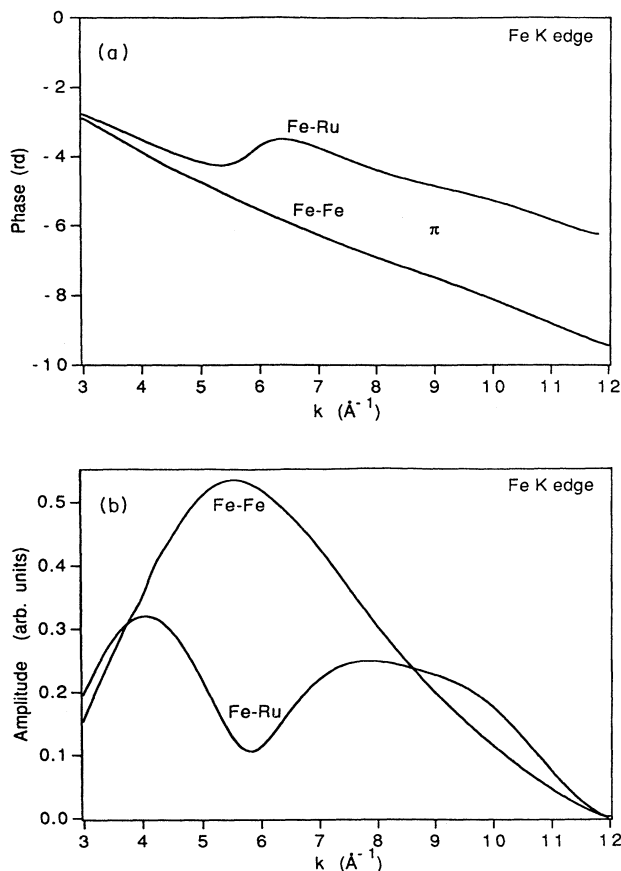 0
(a)
Fe K edge
- 2
Fe-Ru
- 4
Phase (rd)
Fe-Fe
- 6
π
- 8
- 10
3 4 5 6 7 8 9 10 11 12
k (Å⁻¹)
(b)
Fe K edge
0.5
Fe-Fe
0.4
Amplitude (arb. units)
0.3
0.2
Fe-Ru
0.1
0.0
3 4 5 6 7 8 9 10 11 12
k (Å⁻¹)